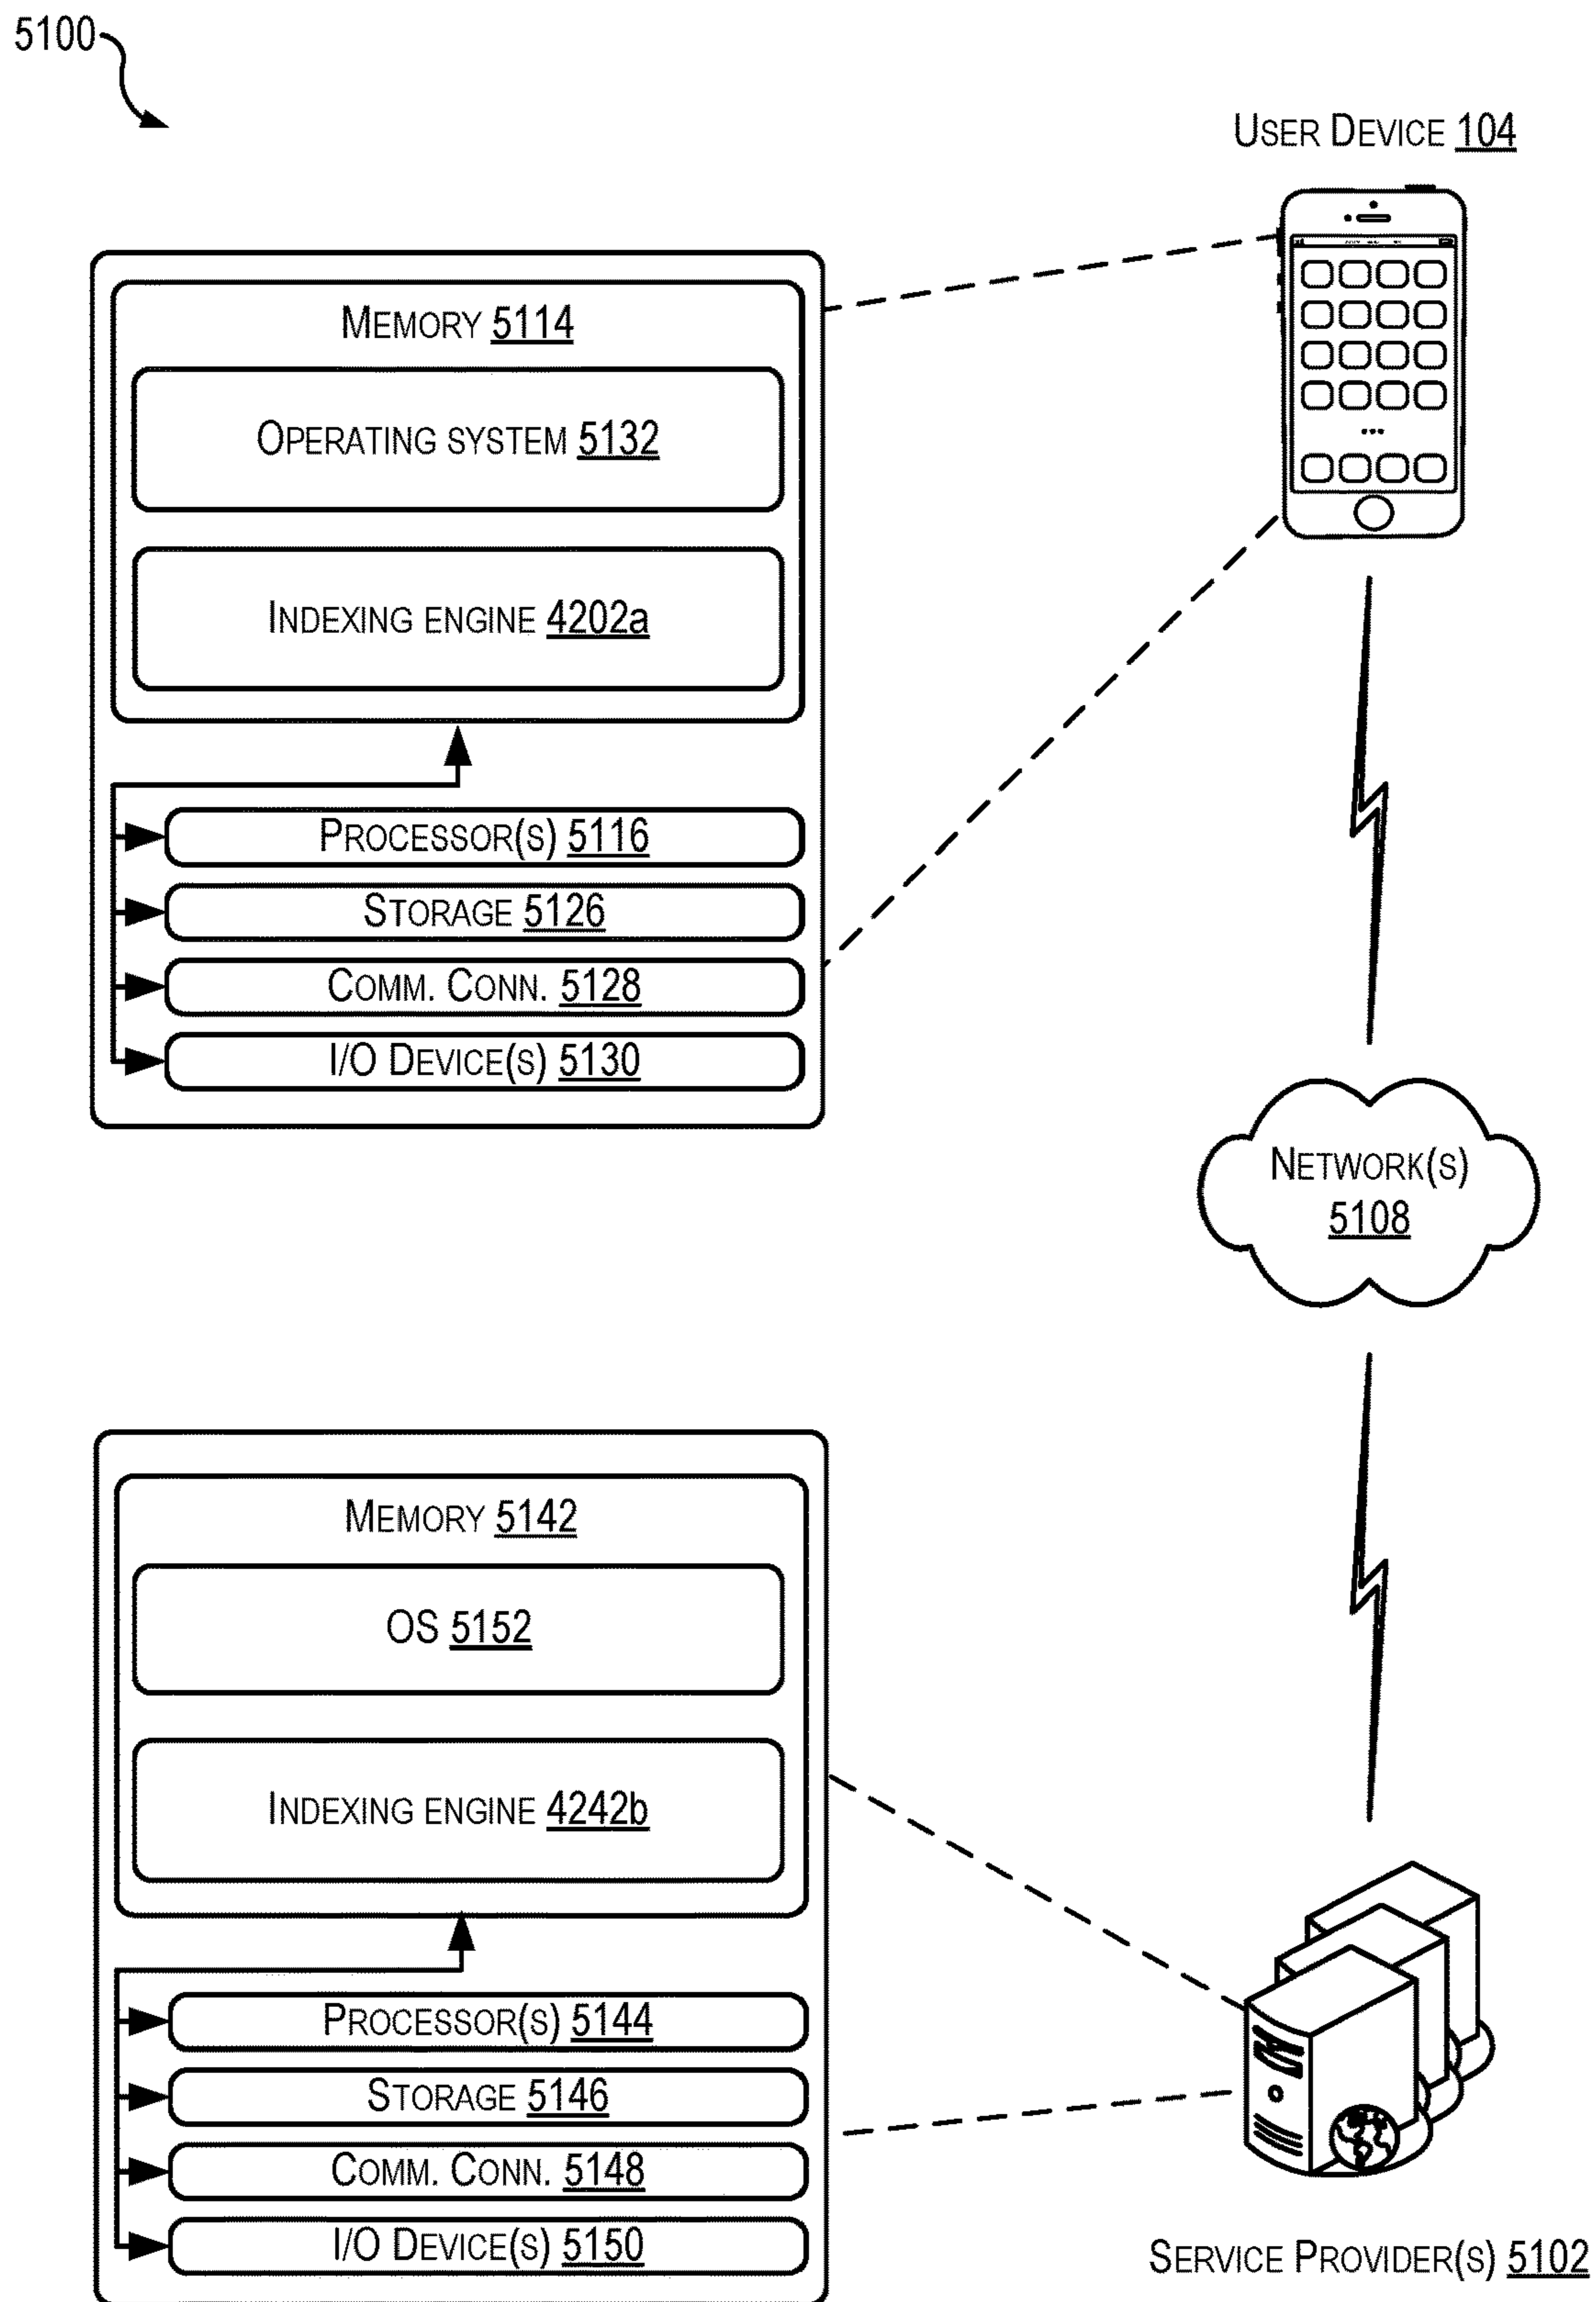 5100
USER DEVICE 104
MEMORY 5114
OPERATING SYSTEM 5132
INDEXING ENGINE 4202a
PROCESSOR(S) 5116
STORAGE 5126
COMM. CONN. 5128
I/O DEVICE(S) 5130
NETWORK(S)
5108
MEMORY 5142
OS 5152
INDEXING ENGINE 4242b
PROCESSOR(S) 5144
STORAGE 5146
COMM. CONN. 5148
I/O DEVICE(S) 5150
SERVICE PROVIDER(S) 5102